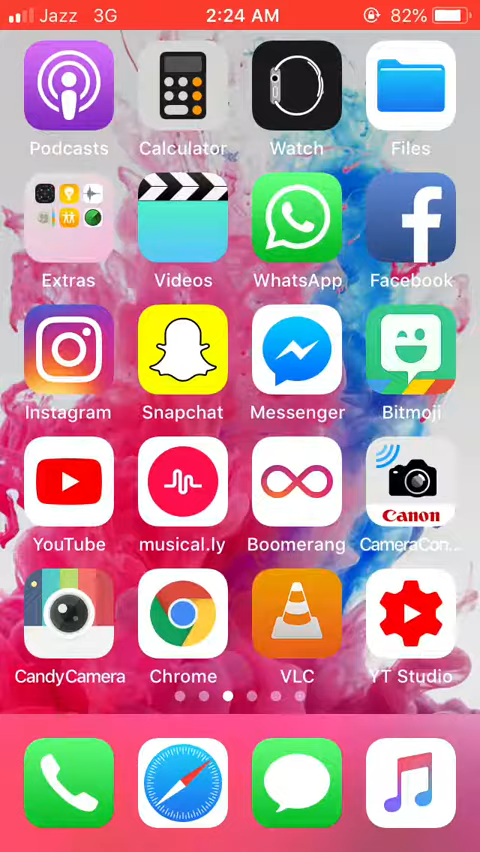 Jazz 3G 2:24 AM 82%
Podcasts Calculator Watch Files
Extras Videos WhatsApp Facebook
Instagram Snapchat Messenger Bitmoji
Canon
YouTube musical.ly Boomerang CameraCon...
CandyCamera Chrome VLC YT Studio